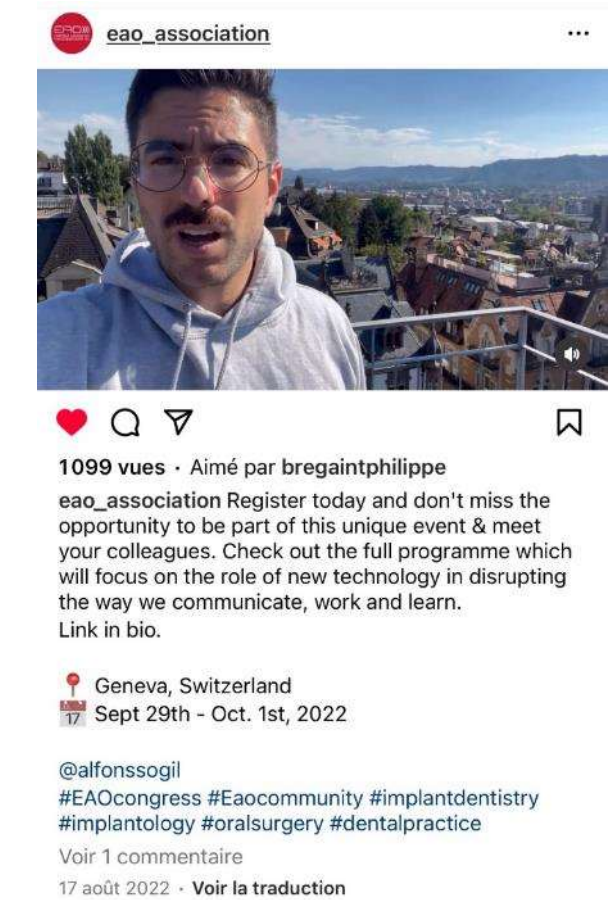 EAO
eao_association
1099 vues · Aimé par bregaintphilippe
eao_association Register today and don't miss the
opportunity to be part of this unique event & meet
your colleagues. Check out the full programme which
will focus on the role of new technology in disrupting
the way we communicate, work and learn.
Link in bio.
Geneva, Switzerland
17 Sept 29th - Oct. 1st, 2022
@alfonssogil
#EAOcongress #Eaocommunity #implantdentistry
#implantology #oralsurgery #dentalpractice
Voir 1 commentaire
17 août 2022 · Voir la traduction